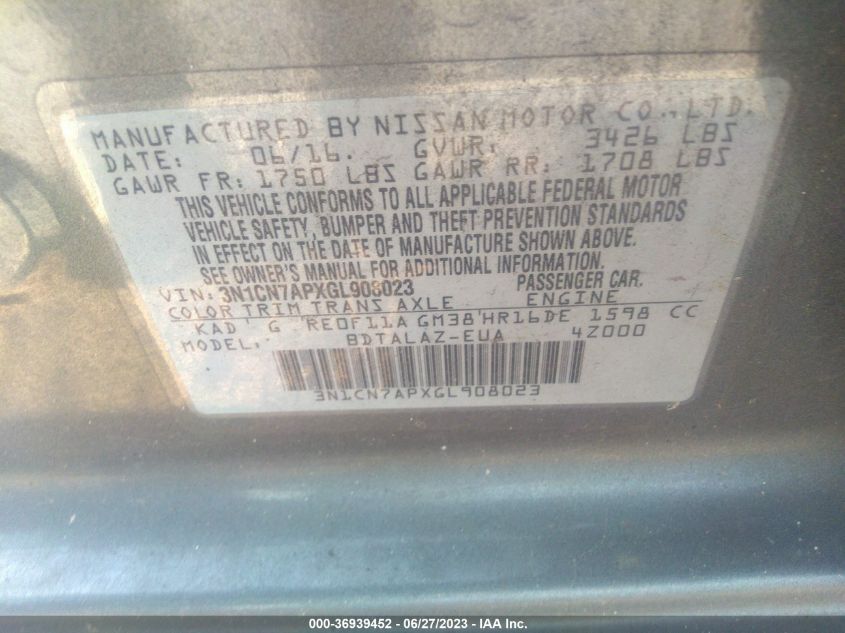 MANUFACTURED BY NISSAN MOTOR CO., LTD.
DATE: 06/16. GVWR: 3426 LBS
GAWR FR: 1750 LBS GAWR RR: 1708 LBS
THIS VEHICLE CONFORMS TO ALL APPLICABLE FEDERAL MOTOR
VEHICLE SAFETY, BUMPER AND THEFT PREVENTION STANDARDS
IN EFFECT ON THE DATE OF MANUFACTURE SHOWN ABOVE.
SEE OWNER'S MANUAL FOR ADDITIONAL INFORMATION.
VIN: 3N1CN7APXGL908023 PASSENGER CAR.
COLOR TRIM TRANS AXLE ENGINE
KAD G RE0F11A GM38 HR16DE 1598 CC
MODEL: BDTALAZ-EUA 4Z000
3N1CN7APXGL908023
000-36939452 - 06/27/2023 - IAA Inc.